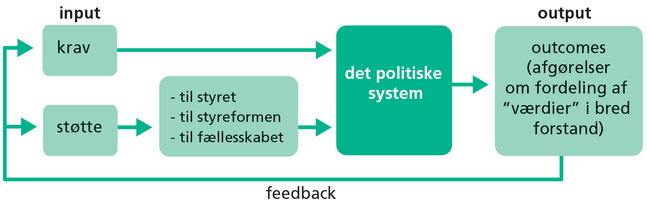 input
krav
støtte
- til styret
- til styreformen
- til fællesskabet
det politiske
system
output
outcomes
(afgørelser
om fordeling af
“værdier” i bred
forstand)
feedback